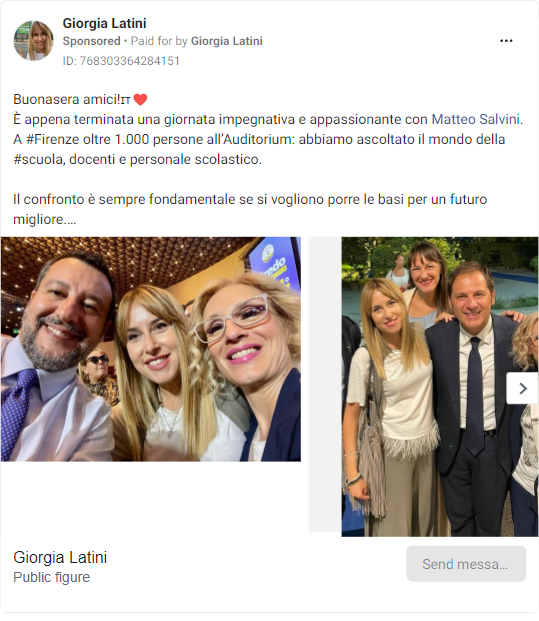 Giorgia Latini
Sponsored • Paid for by Giorgia Latini
ID: 768303364284151
Buonasera amici!ɪᴛ❤️
È appena terminata una giornata impegnativa e appassionante con Matteo Salvini.
A #Firenze oltre 1.000 persone all’Auditorium: abbiamo ascoltato il mondo della
#scuola, docenti e personale scolastico.
Il confronto è sempre fondamentale se si vogliono porre le basi per un futuro
migliore....
redo
Giorgia Latini
Public figure
Send messa...